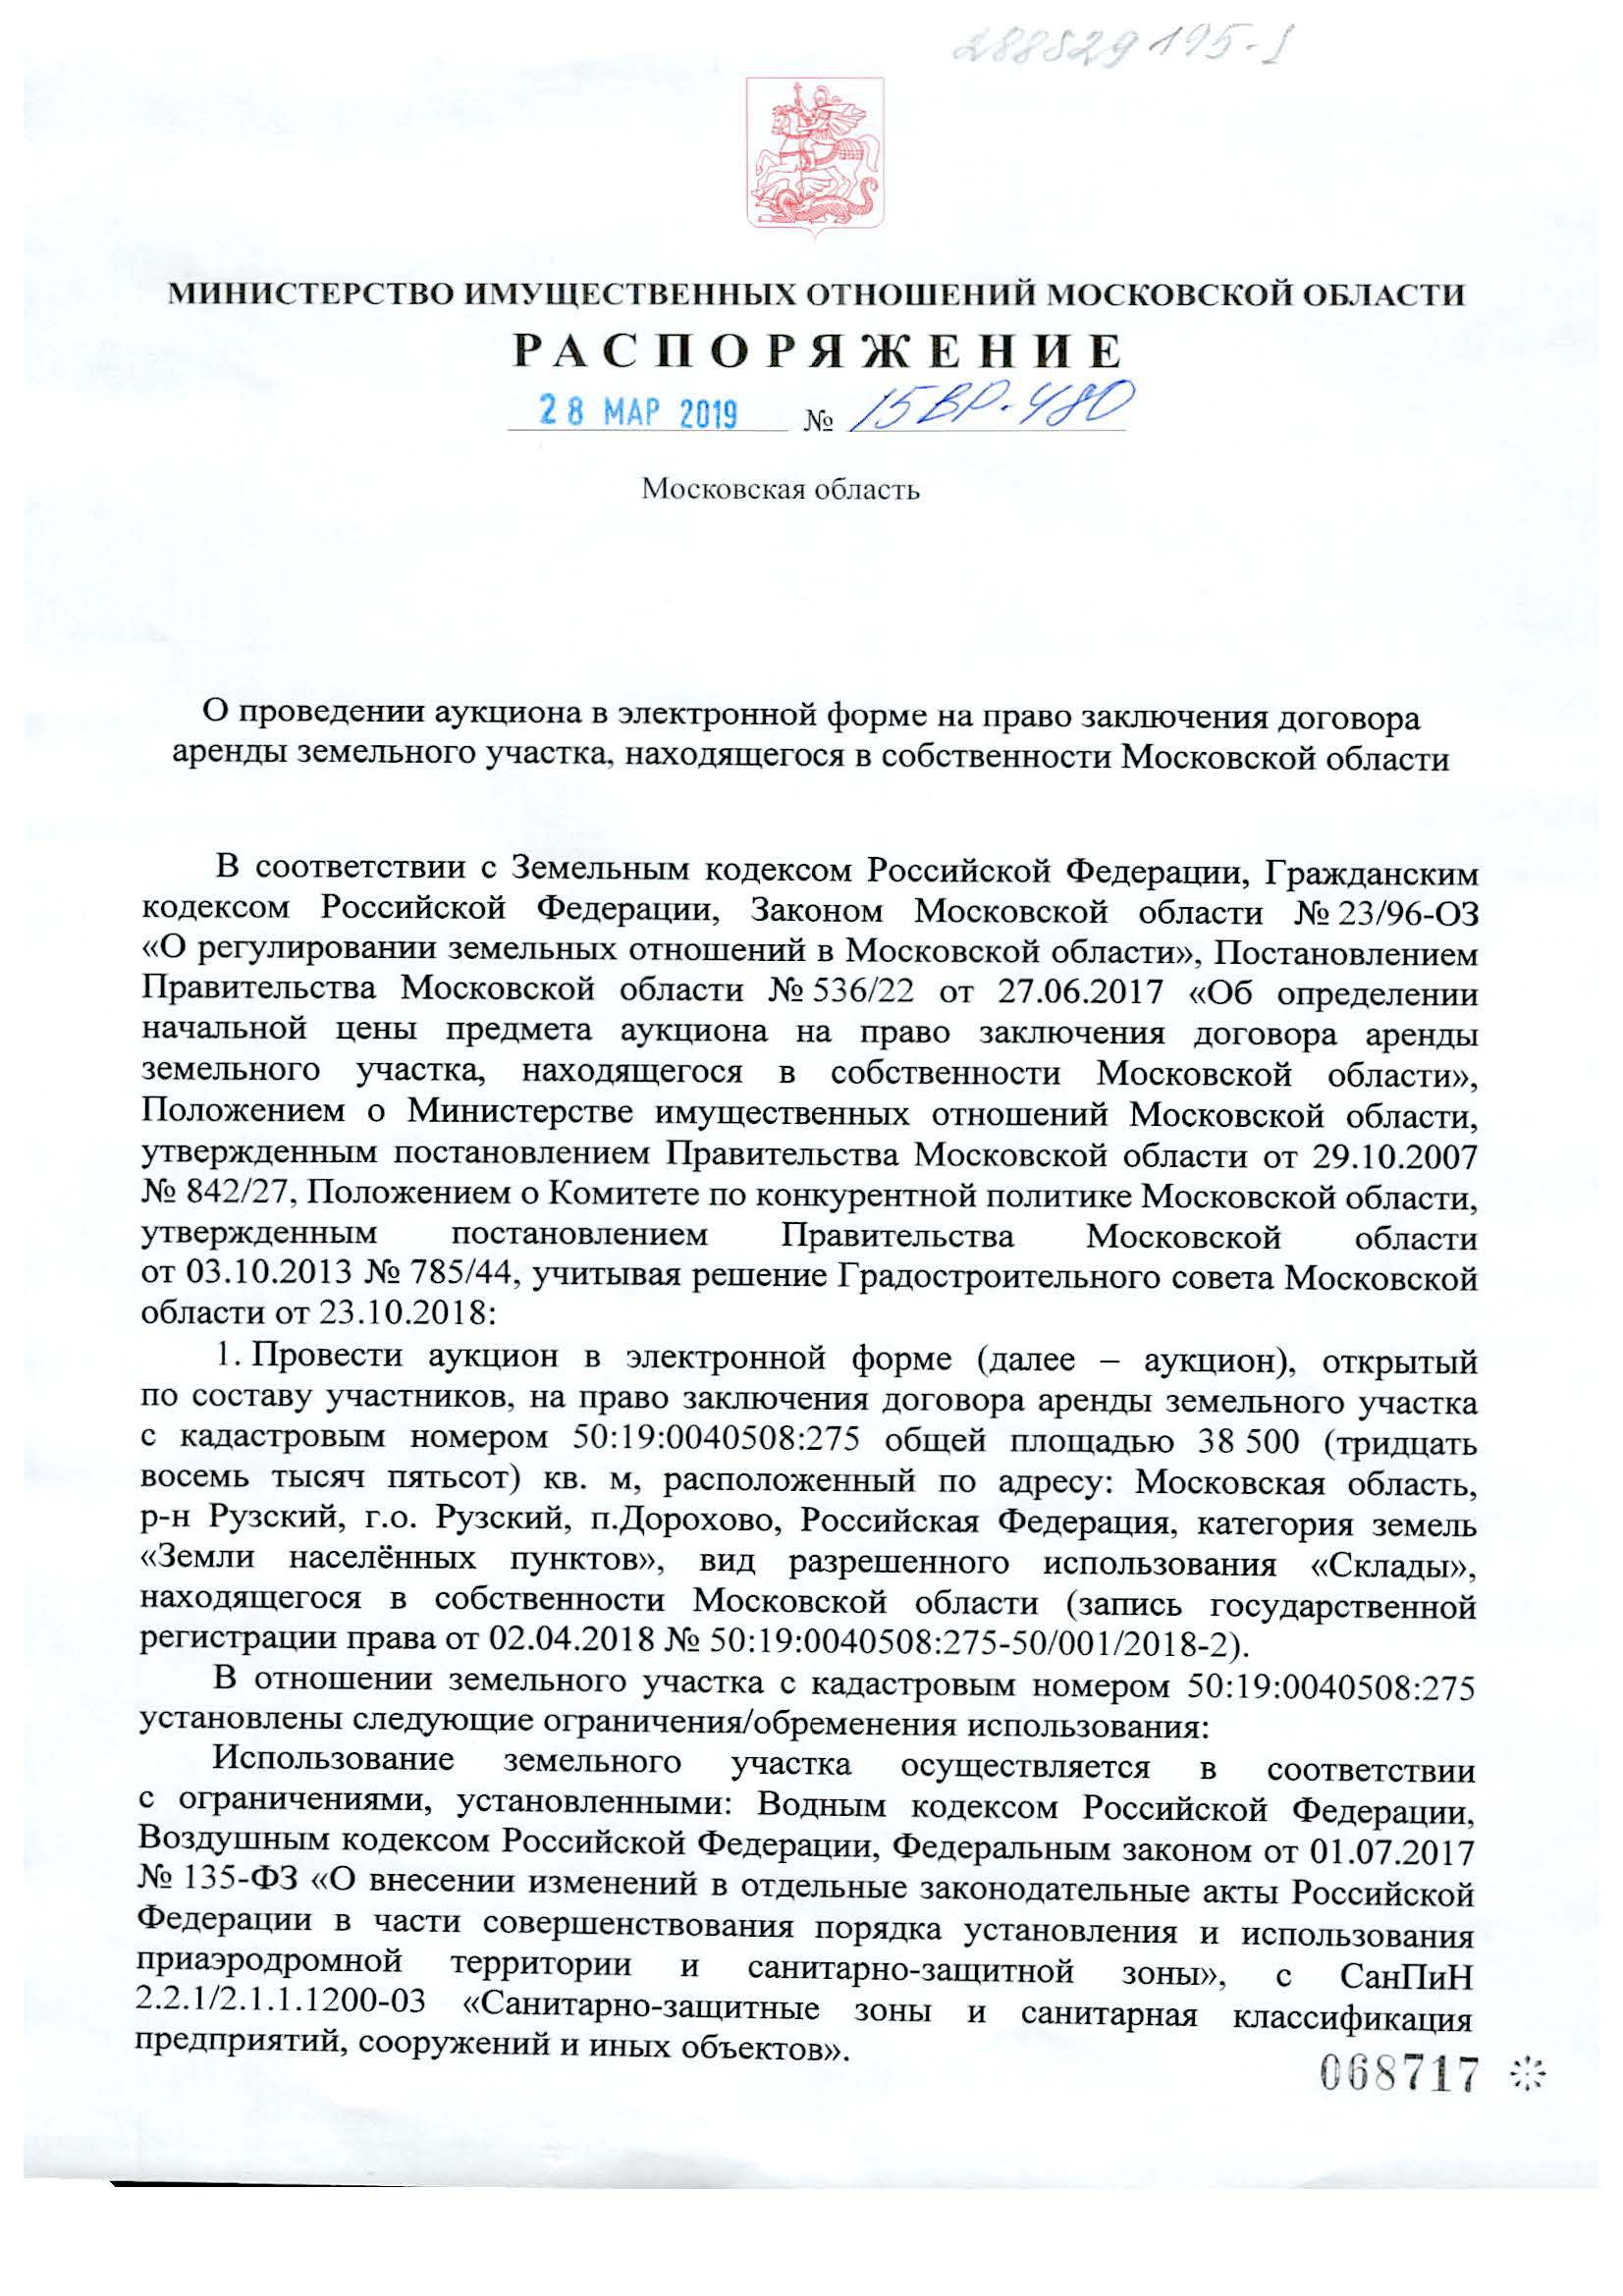 288529195-1
МИНИСТЕРСТВО ИМУЩЕСТВЕННЫХ ОТНОШЕНИЙ МОСКОВСКОЙ ОБЛАСТИ
РАСПОРЯЖЕНИЕ
28 МАР 2019 № 15ВР-480
Московская область
О проведении аукциона в электронной форме на право заключения договора
аренды земельного участка, находящегося в собственности Московской области
В соответствии с Земельным кодексом Российской Федерации, Гражданским
кодексом Российской Федерации, Законом Московской области № 23/96-ОЗ
«О регулировании земельных отношений в Московской области», Постановлением
Правительства Московской области № 536/22 от 27.06.2017 «Об определении
начальной цены предмета аукциона на право заключения договора аренды
земельного участка, находящегося в собственности Московской области»,
Положением о Министерстве имущественных отношений Московской области,
утвержденным постановлением Правительства Московской области от 29.10.2007
№ 842/27, Положением о Комитете по конкурентной политике Московской области,
утвержденным постановлением Правительства Московской области
от 03.10.2013 № 785/44, учитывая решение Градостроительного совета Московской
области от 23.10.2018:
1. Провести аукцион в электронной форме (далее – аукцион), открытый
по составу участников, на право заключения договора аренды земельного участка
с кадастровым номером 50:19:0040508:275 общей площадью 38 500 (тридцать
восемь тысяч пятьсот) кв. м, расположенный по адресу: Московская область,
р-н Рузский, г.о. Рузский, п.Дорохово, Российская Федерация, категория земель
«Земли населённых пунктов», вид разрешенного использования «Склады»,
находящегося в собственности Московской области (запись государственной
регистрации права от 02.04.2018 № 50:19:0040508:275-50/001/2018-2).
В отношении земельного участка с кадастровым номером 50:19:0040508:275
установлены следующие ограничения/обременения использования:
Использование земельного участка осуществляется в соответствии
с ограничениями, установленными: Водным кодексом Российской Федерации,
Воздушным кодексом Российской Федерации, Федеральным законом от 01.07.2017
№ 135-ФЗ «О внесении изменений в отдельные законодательные акты Российской
Федерации в части совершенствования порядка установления и использования
приаэродромной территории и санитарно-защитной зоны», с СанПиН
2.2.1/2.1.1.1200-03 «Санитарно-защитные зоны и санитарная классификация
предприятий, сооружений и иных объектов».
068717